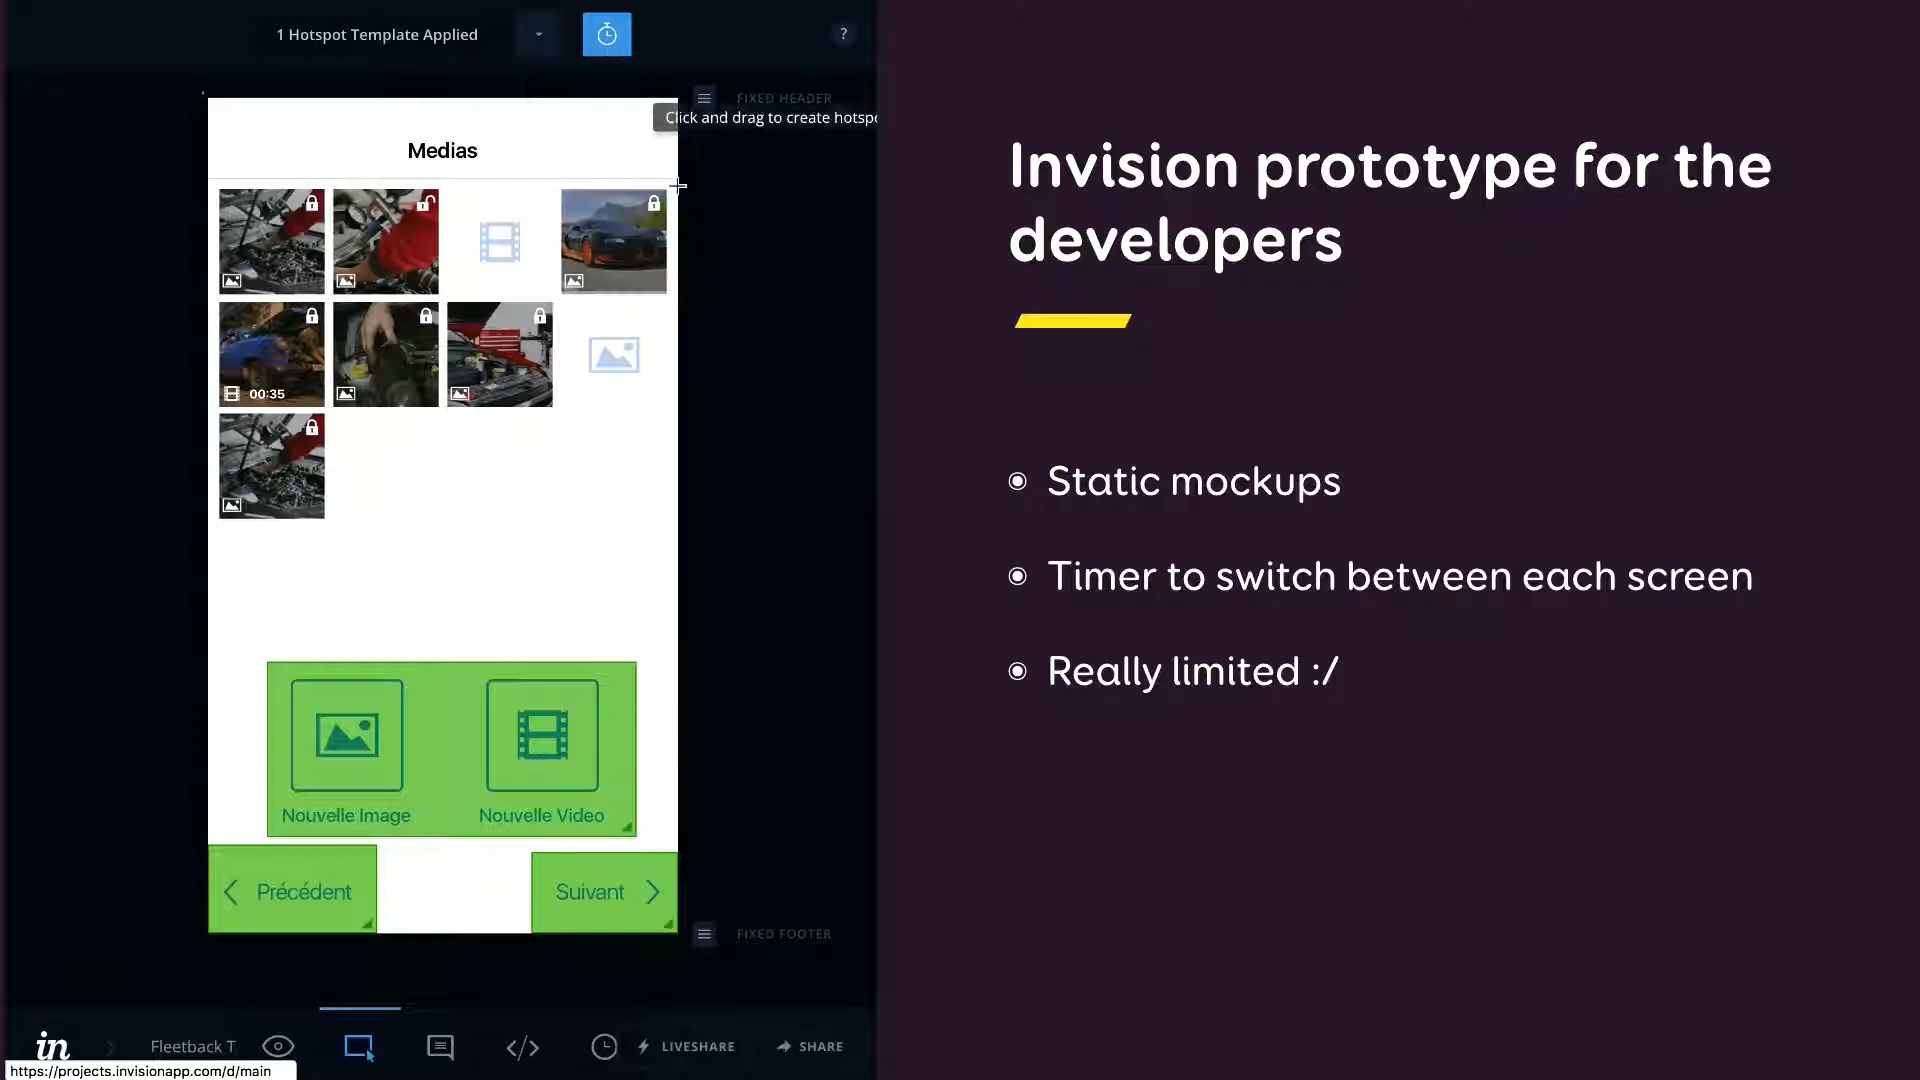 1 Hotspot Template Applied
?
FIXED HEADER
Click and drag to create hotspo
Medias
00:35
Nouvelle Image
Nouvelle Video
Précédent
Suivant
FIXED FOOTER
in
Fleetback T
LIVESHARE
SHARE
https://projects.invisionapp.com/d/main
Invision prototype for the
developers
Static mockups
Timer to switch between each screen
Really limited :/